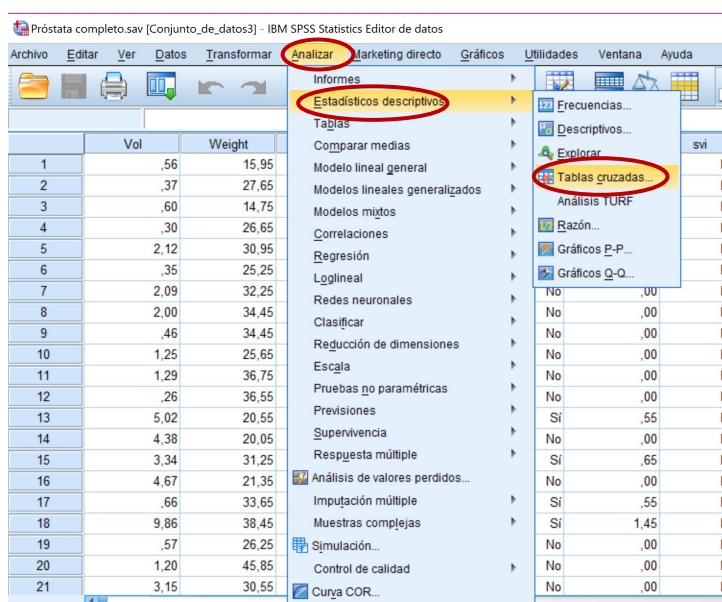 Próstata completo.sav [Conjunto_de_datos3] - IBM SPSS Statistics Editor de datos
Archivo Editar Ver Datos Transformar Analizar Marketing directo Gráficos Utilidades Ventana Ayuda
Informes
Estadísticos descriptivos
Tablas
Comparar medias
Modelo lineal general
Modelos lineales generalizados
Modelos mixtos
Correlaciones
Regresión
Loglineal
Redes neuronales
Clasificar
Reducción de dimensiones
Escala
Pruebas no paramétricas
Previsiones
Supervivencia
Respuesta múltiple
Análisis de valores perdidos...
Imputación múltiple
Muestras complejas
Simulación...
Control de calidad
Curva COR...
123 Frecuencias...
Descriptivos...
Explorar...
Tablas cruzadas...
Análisis TURF
1/2 Razón...
Gráficos P-P...
Gráficos Q-Q...
Vol Weight svi
1 ,56 15,95
2 ,37 27,65
3 ,60 14,75
4 ,30 26,65
5 2,12 30,95
6 ,35 25,25
7 2,09 32,25 No ,00
8 2,00 34,45 No ,00
9 ,46 34,45 No ,00
10 1,25 25,65 No ,00
11 1,29 36,75 No ,00
12 ,26 36,55 No ,00
13 5,02 20,55 Sí ,55
14 4,38 20,05 No ,00
15 3,34 31,25 Sí ,65
16 4,67 21,35 No ,00
17 ,66 33,65 Sí ,55
18 9,86 38,45 Sí 1,45
19 ,57 26,25 No ,00
20 1,20 45,85 No ,00
21 3,15 30,55 No ,00